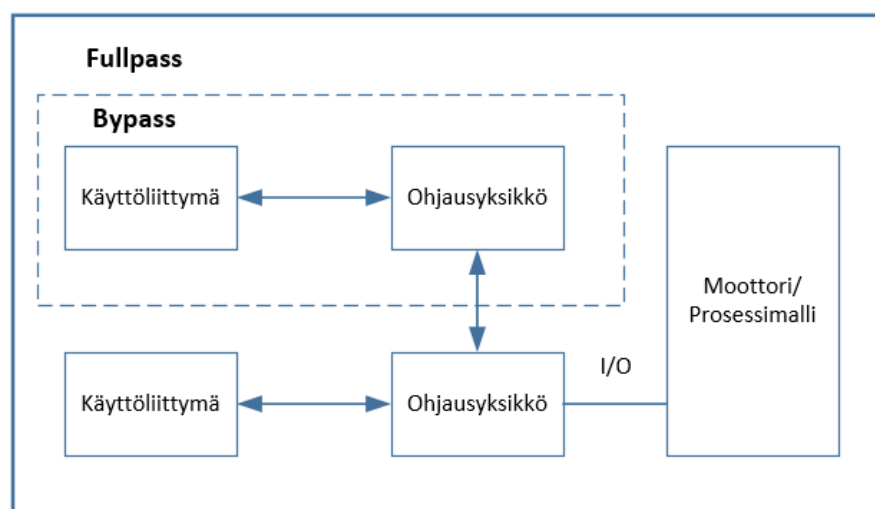 Fullpass
Bypass
Käyttöliittymä
Ohjausyksikkö
Moottori/
Prosessimalli
I/O
Käyttöliittymä
Ohjausyksikkö